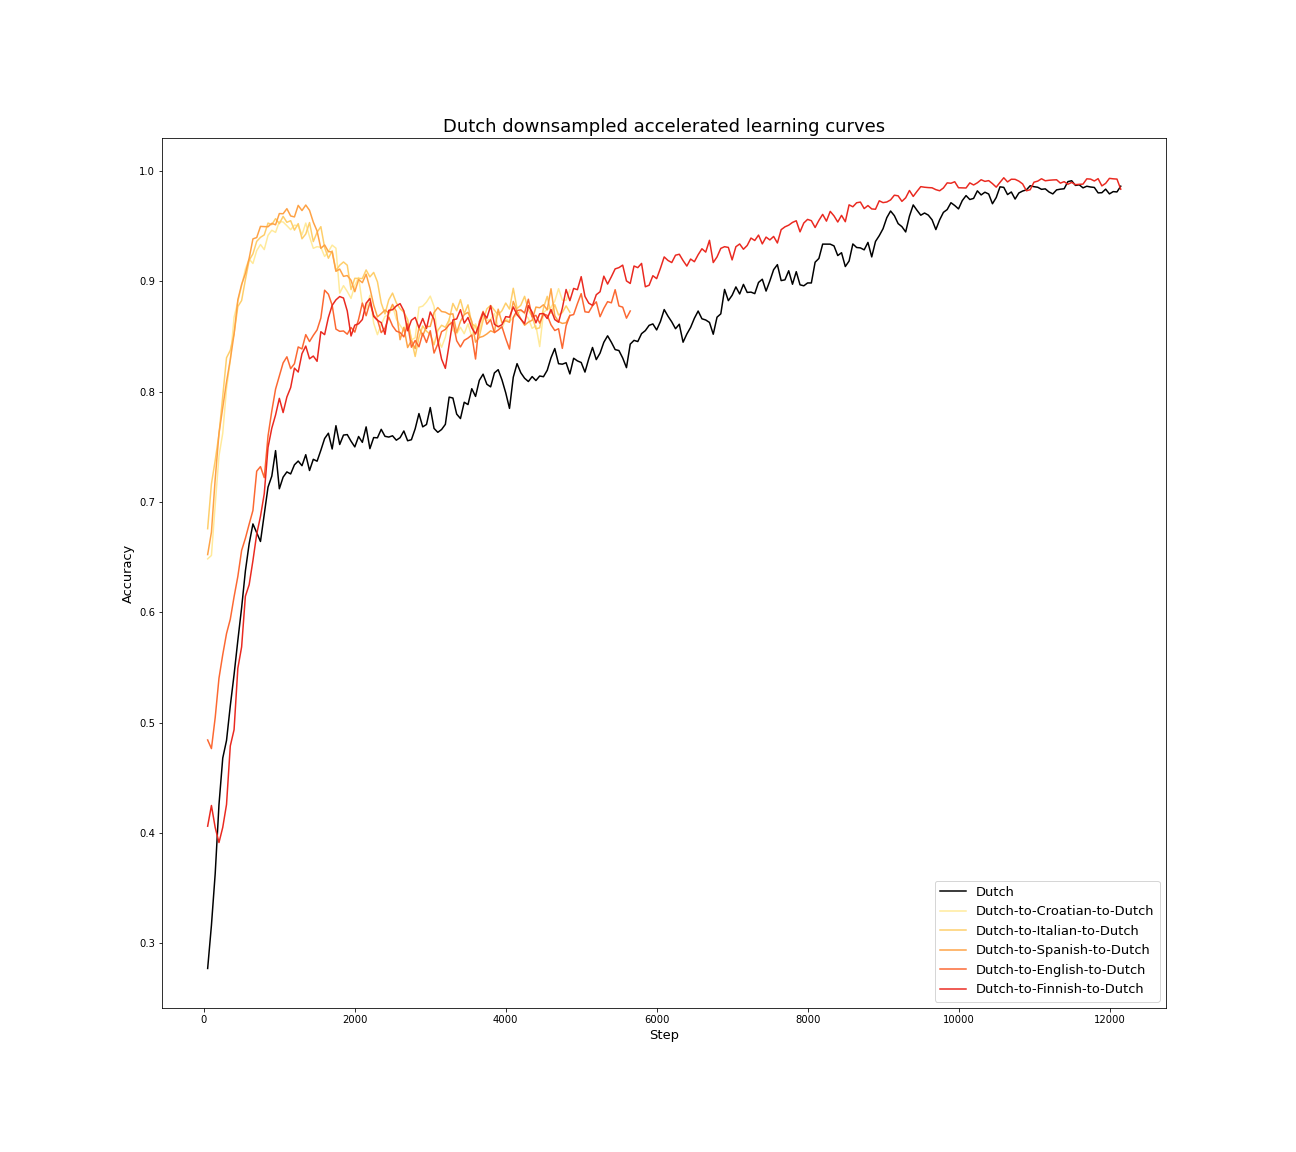 Dutch downsampled accelerated learning curves
1.0
0.9
0.8
0.7
0.6
0.5
0.4
0.3
Accuracy
0 2000 4000 6000 8000 10000 12000
Step
Dutch
Dutch-to-Croatian-to-Dutch
Dutch-to-Italian-to-Dutch
Dutch-to-Spanish-to-Dutch
Dutch-to-English-to-Dutch
Dutch-to-Finnish-to-Dutch